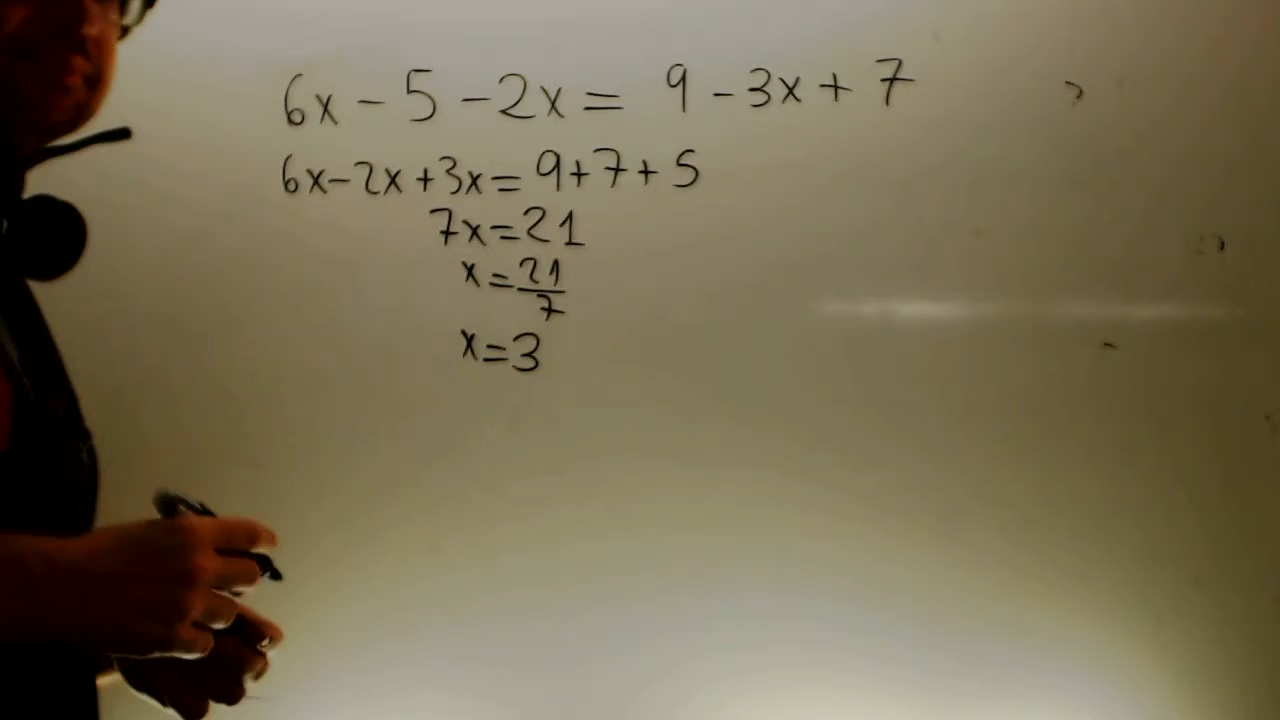 6x - 5 - 2x = 9 - 3x + 7
6x - 2x + 3x = 9 + 7 + 5
7x = 21
x = 21/7
x = 3